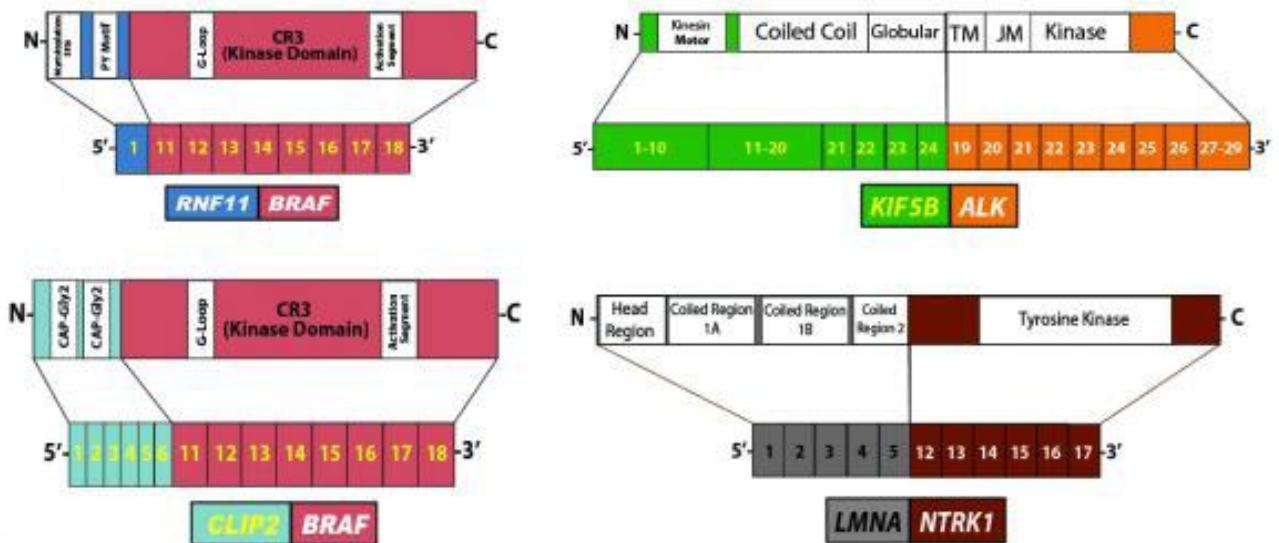 N
Myristoylation Site
PY Motif
G-Loop
CR3
(Kinase Domain)
Activation
Segment
C
5'
1
11
12
13
14
15
16
17
18
3'
RNF11
BRAF
N
Kinesin
Motor
Coiled Coil
Globular
TM
JM
Kinase
C
5'
1-10
11-20
21
22
23
24
19
20
21
22
23
24
25
26
27-29
3'
KIF5B
ALK
N
CAP-Gly2
CAP-Gly2
G-Loop
CR3
(Kinase Domain)
Activation
Segment
C
5'
1
2
3
4
5
6
11
12
13
14
15
16
17
18
3'
CLIP2
BRAF
N
Head
Region
Coiled Region
1A
Coiled Region
1B
Coiled
Region 2
Tyrosine Kinase
C
5'
1
2
3
4
5
12
13
14
15
16
17
3'
LMNA
NTRK1